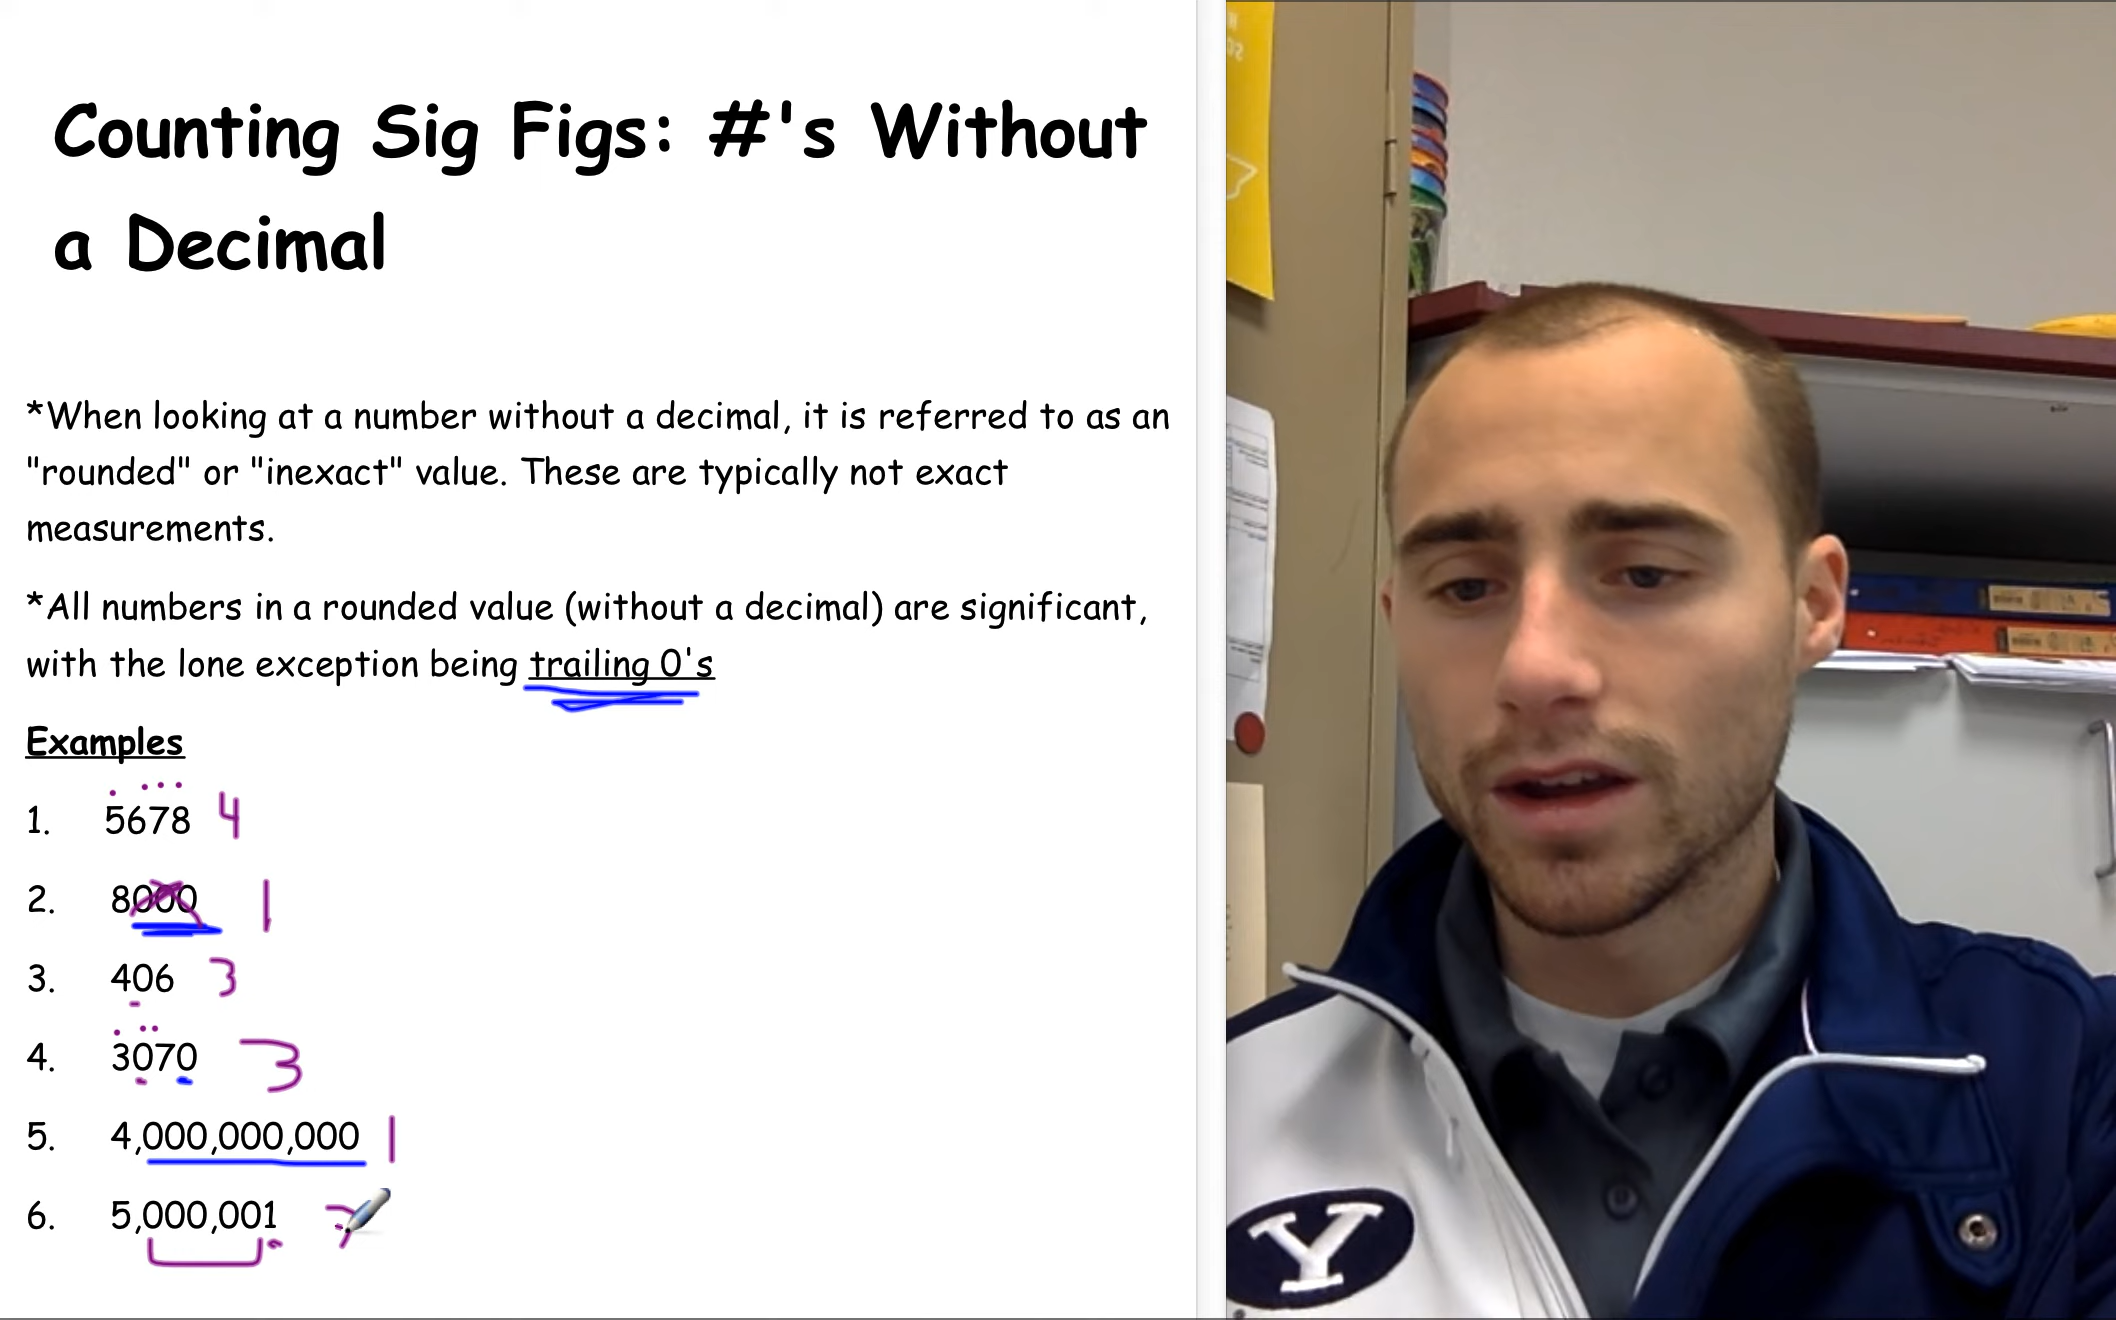 Counting Sig Figs: #'s Without
a Decimal
*When looking at a number without a decimal, it is referred to as an
"rounded" or "inexact" value. These are typically not exact
measurements.
*All numbers in a rounded value (without a decimal) are significant,
with the lone exception being trailing 0's
Examples
1. 5678 4
2. 8000 1
3. 406 3
4. 3070 3
5. 4,000,000,000 1
6. 5,000,001 7
Y